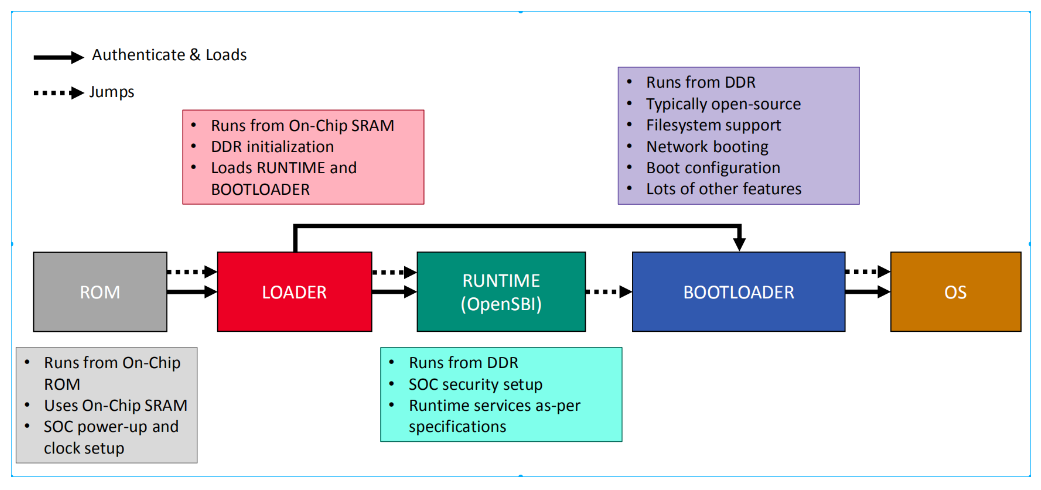 Authenticate & Loads
Jumps
• Runs from On-Chip SRAM
• DDR initialization
• Loads RUNTIME and
BOOTLOADER
• Runs from DDR
• Typically open-source
• Filesystem support
• Network booting
• Boot configuration
• Lots of other features
ROM
LOADER
RUNTIME
(OpenSBI)
BOOTLOADER
OS
• Runs from On-Chip
ROM
• Uses On-Chip SRAM
• SOC power-up and
clock setup
• Runs from DDR
• SOC security setup
• Runtime services as-per
specifications